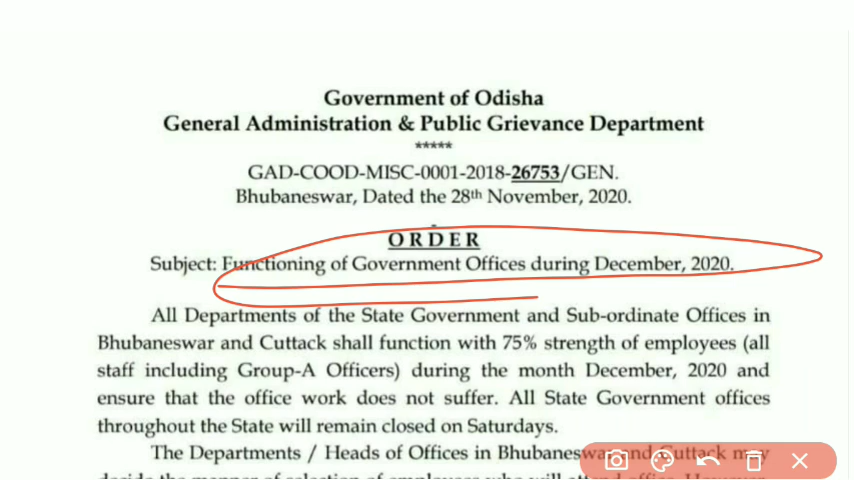 Government of Odisha
General Administration & Public Grievance Department
*****
GAD-COOD-MISC-0001-2018-26753/GEN.
Bhubaneswar, Dated the 28th November, 2020.
ORDER
Subject: Functioning of Government Offices during December, 2020.
All Departments of the State Government and Sub-ordinate Offices in
Bhubaneswar and Cuttack shall function with 75% strength of employees (all
staff including Group-A Officers) during the month December, 2020 and
ensure that the office work does not suffer. All State Government offices
throughout the State will remain closed on Saturdays.
The Departments / Heads of Offices in Bhubaneswar and Cuttack may